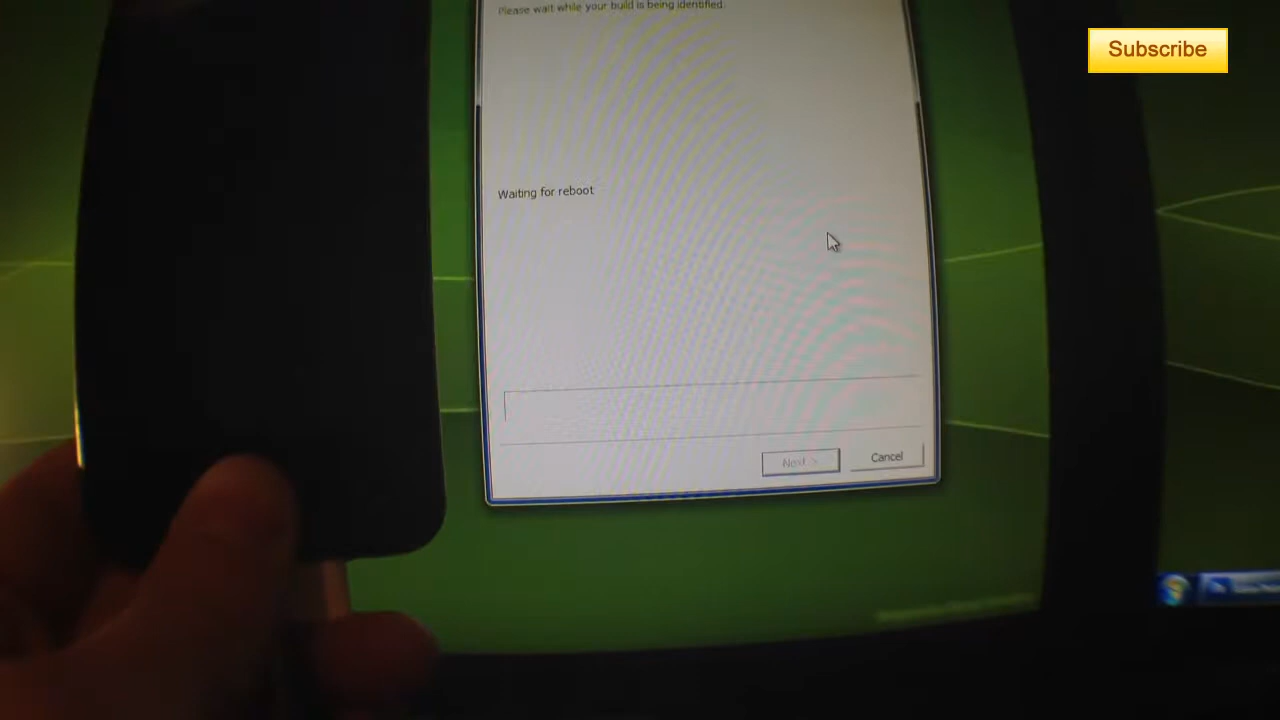 Please wait while your build is being identified.
Subscribe
Waiting for reboot
Next >
Cancel